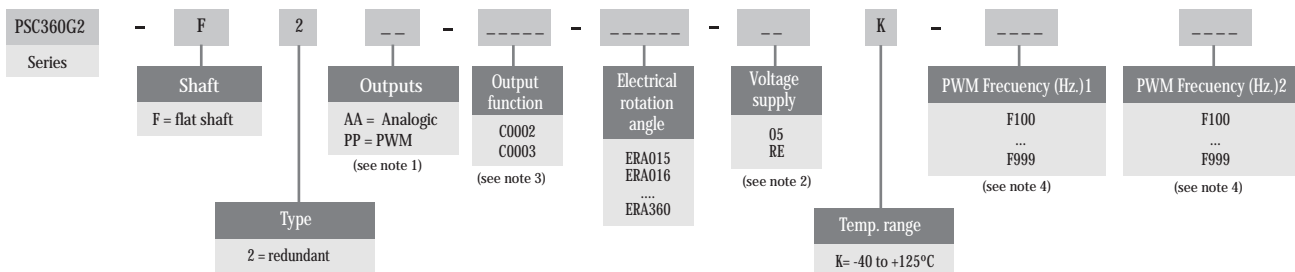 PSC360G2 - F 2 _ _ - _ _ _ _ _ - _ _ _ _ _ _ - _ _ K - _ _ _ _ _ _ _ _
Series
Shaft
F = flat shaft
Outputs
AA = Analogic
PP = PWM
(see note 1)
Output
function
C0002
C0003
(see note 3)
Electrical
rotation
angle
ERA015
ERA016
....
ERA360
Voltage
supply
05
RE
(see note 2)
PWM Frecuency (Hz.)1
F100
...
F999
(see note 4)
PWM Frecuency (Hz.)2
F100
...
F999
(see note 4)
Type
2 = redundant
Temp. range
K= -40 to +125ºC